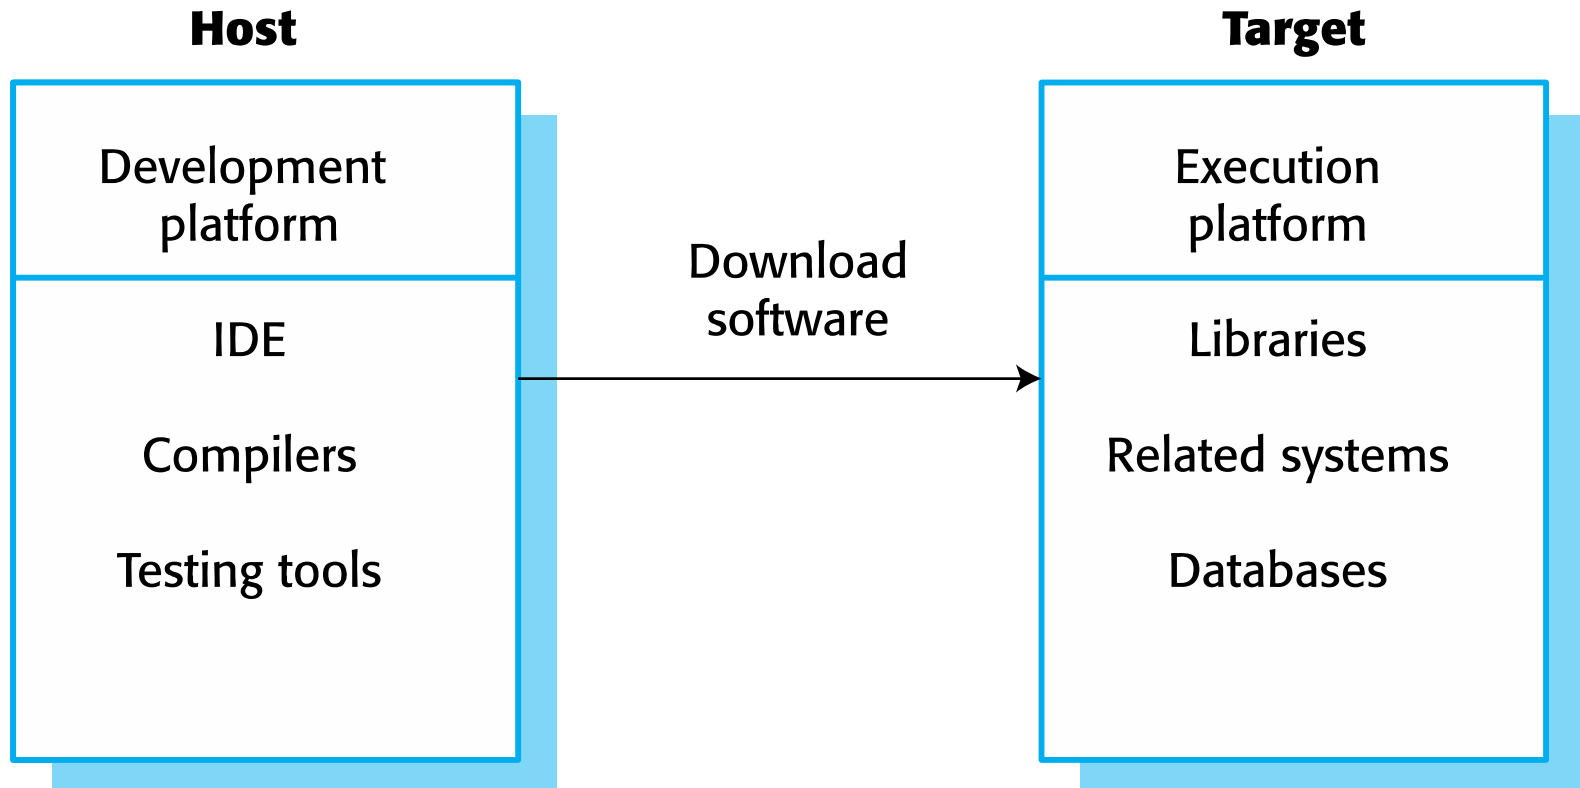 Host
Development
platform
IDE
Compilers
Testing tools
Download
software
Target
Execution
platform
Libraries
Related systems
Databases